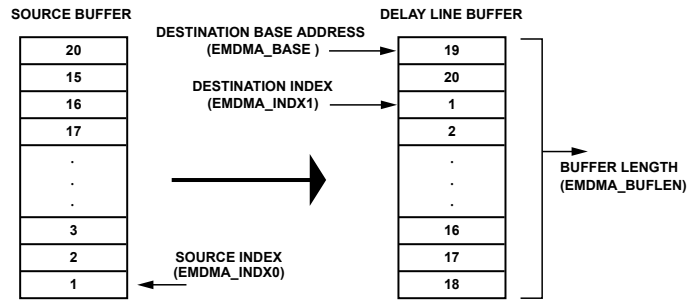 SOURCE BUFFER
20
15
16
17
.
.
.
3
2
1
SOURCE INDEX
(EMDMA_INDX0)
DESTINATION BASE ADDRESS
(EMDMA_BASE )
DESTINATION INDEX
(EMDMA_INDX1)
DELAY LINE BUFFER
19
20
1
2
.
.
.
16
17
18
BUFFER LENGTH
(EMDMA_BUFLEN)